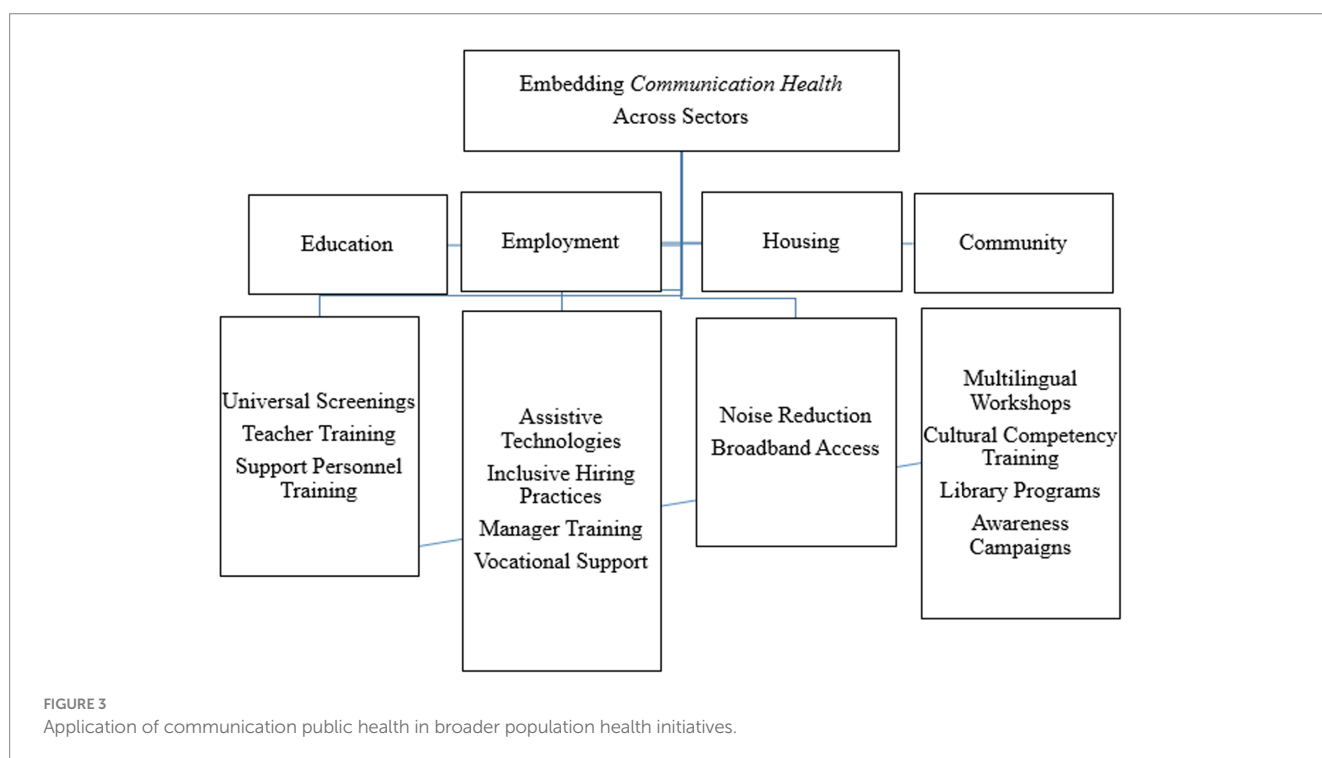 Embedding Communication Health
Across Sectors
Education
Employment
Housing
Community
Universal Screenings
Teacher Training
Support Personnel
Training
Assistive
Technologies
Inclusive Hiring
Practices
Manager Training
Vocational Support
Noise Reduction
Broadband Access
Multilingual
Workshops
Cultural Competency
Training
Library Programs
Awareness
Campaigns
FIGURE 3
Application of communication public health in broader population health initiatives.